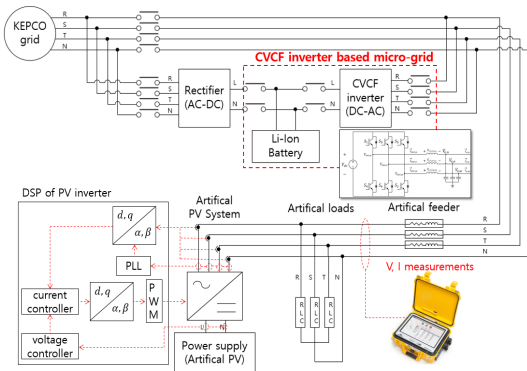 KEPCO
grid
R
S
T
N
CVCF inverter based micro-grid
Rectifier
(AC-DC)
R
S
T
N
L
N
L
N
CVCF
inverter
(DC-AC)
R
S
T
N
Li-Ion
Battery
DSP of PV inverter
Artifical
PV System
Artifical loads
Artifical feeder
R
S
T
N
d, q
α, β
PLL
current
controller
d, q
α, β
P
W
M
voltage
controller
L
N
Power supply
(Artifical PV)
R S T N
R
L
C
R
L
C
R
L
C
V, I measurements